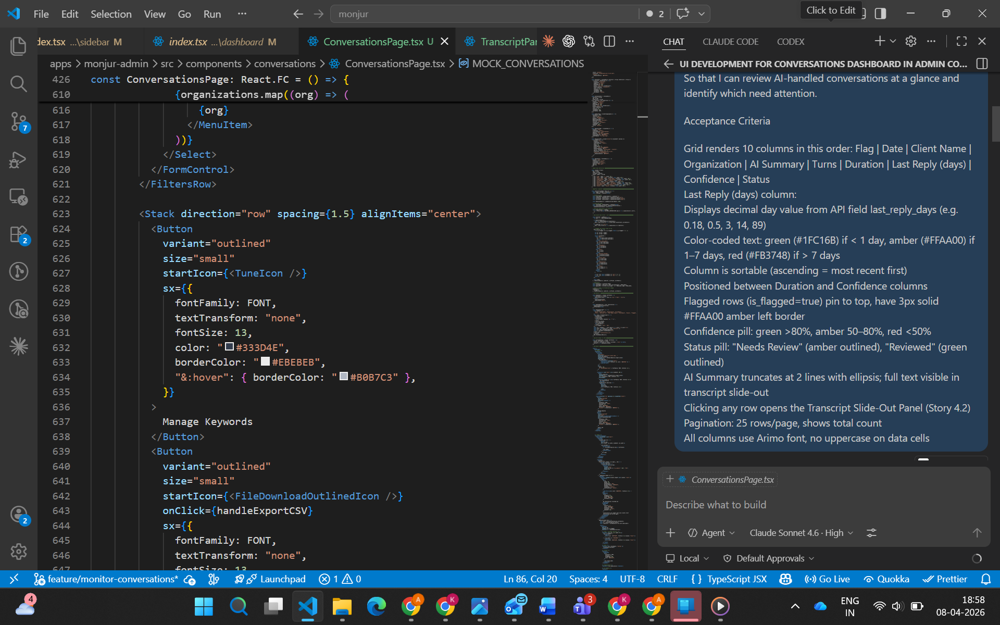 File Edit Selection View Go Run ···
monjur
2
Click to Edit
dex.tsx ...\sidebar M
index.tsx ...\dashboard M
ConversationsPage.tsx U
TranscriptPar
apps > monjur-admin > src > components > conversations > ConversationsPage.tsx > MOCK_CONVERSATIONS
426 const ConversationsPage: React.FC = () => {
610 {organizations.map((org) => (
616 {org}
617 </MenuItem>
618 ))}
619 </Select>
620 </FormControl>
621 </FiltersRow>
622
623 <Stack direction="row" spacing={1.5} alignItems="center">
624 <Button
625 variant="outlined"
626 size="small"
627 startIcon={<TuneIcon />}
628 sx={{
629 fontFamily: FONT,
630 textTransform: "none",
631 fontSize: 13,
632 color: "#333D4E",
633 borderColor: "#EBEBEB",
634 "&:hover": { borderColor: "#B0B7C3" },
635 }}
636 >
637 Manage Keywords
638 </Button>
639 <Button
640 variant="outlined"
641 size="small"
642 startIcon={<FileDownloadOutlinedIcon />}
643 onClick={handleExportCSV}
644 sx={{
645 fontFamily: FONT,
646 textTransform: "none",
647 fontSize: 13
CHAT CLAUDE CODE CODEX
UI DEVELOPMENT FOR CONVERSATIONS DASHBOARD IN ADMIN CO...
So that I can review AI-handled conversations at a glance and
identify which need attention.
Acceptance Criteria
Grid renders 10 columns in this order: Flag | Date | Client Name |
Organization | AI Summary | Turns | Duration | Last Reply (days) |
Confidence | Status
Last Reply (days) column:
Displays decimal day value from API field last_reply_days (e.g.
0.18, 0.5, 3, 14, 89)
Color-coded text: green (#1FC16B) if < 1 day, amber (#FFAA00) if
1–7 days, red (#FB3748) if > 7 days
Column is sortable (ascending = most recent first)
Positioned between Duration and Confidence columns
Flagged rows (is_flagged=true) pin to top, have 3px solid
#FFAA00 amber left border
Confidence pill: green >80%, amber 50–80%, red <50%
Status pill: "Needs Review" (amber outlined), "Reviewed" (green
outlined)
AI Summary truncates at 2 lines with ellipsis; full text visible in
transcript slide-out
Clicking any row opens the Transcript Slide-Out Panel (Story 4.2)
Pagination: 25 rows/page, shows total count
All columns use Arimo font, no uppercase on data cells
ConversationsPage.tsx
Describe what to build
Agent
Claude Sonnet 4.6 · High
Local
Default Approvals
7
2
2
feature/monitor-conversations*
Launchpad
1
0
Ln 86, Col 20
Spaces: 4
UTF-8
CRLF
{ } TypeScript JSX
Go Live
Quokka
Prettier
4
A
K
3
K
A
ENG
IN
18:58
08-04-2026